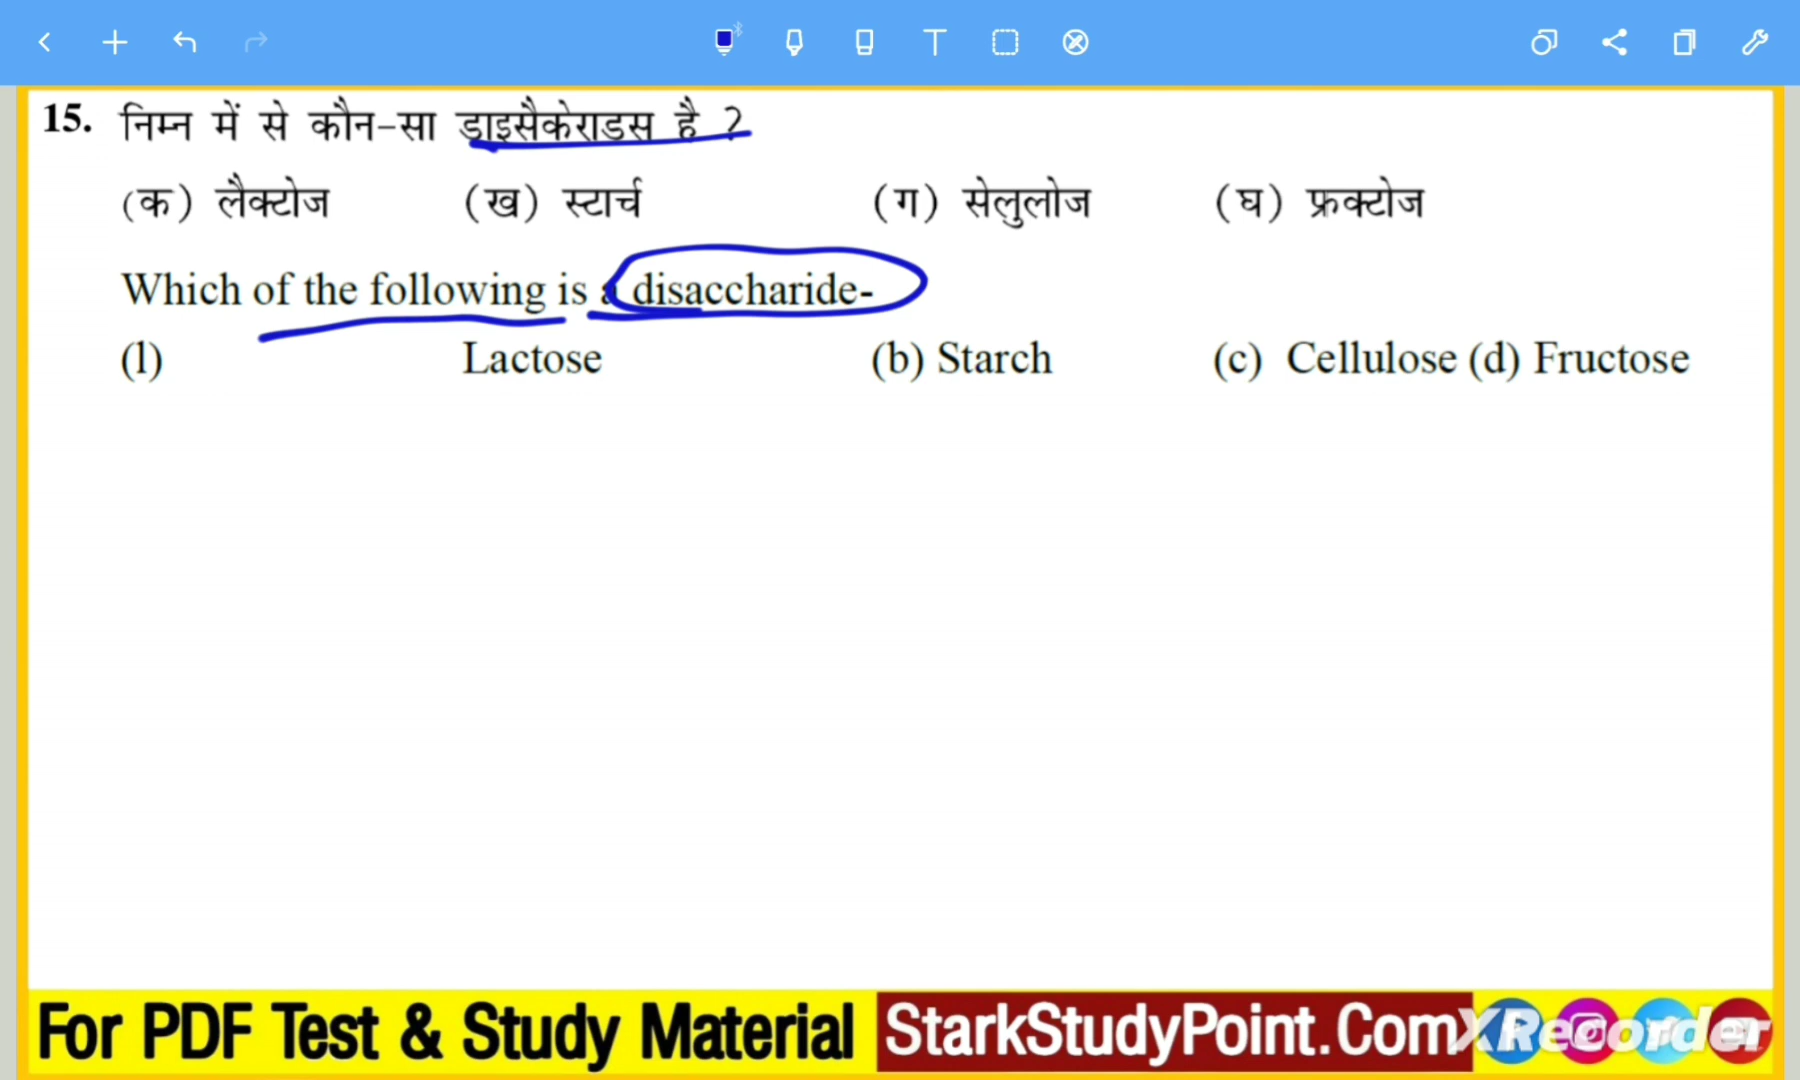 15. निम्न में से कौन-सा ड्राइसैकेराडस है ?
(क) लैक्टोज (ख) स्टार्च (ग) सेलुलोज (घ) फ्रक्टोज
Which of the following is a disaccharide-
(l) Lactose (b) Starch (c) Cellulose (d) Fructose
For PDF Test & Study Material StarkStudyPoint.Com XRecorder